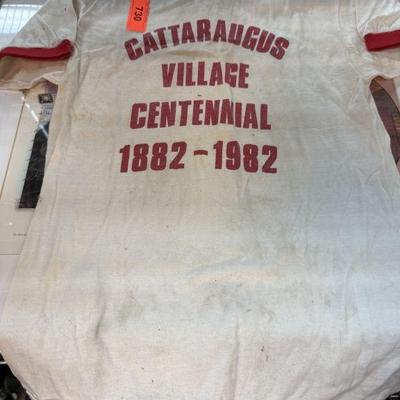 730
CATTARAUGUS
VILLAGE
CENTENNIAL
1882-1982